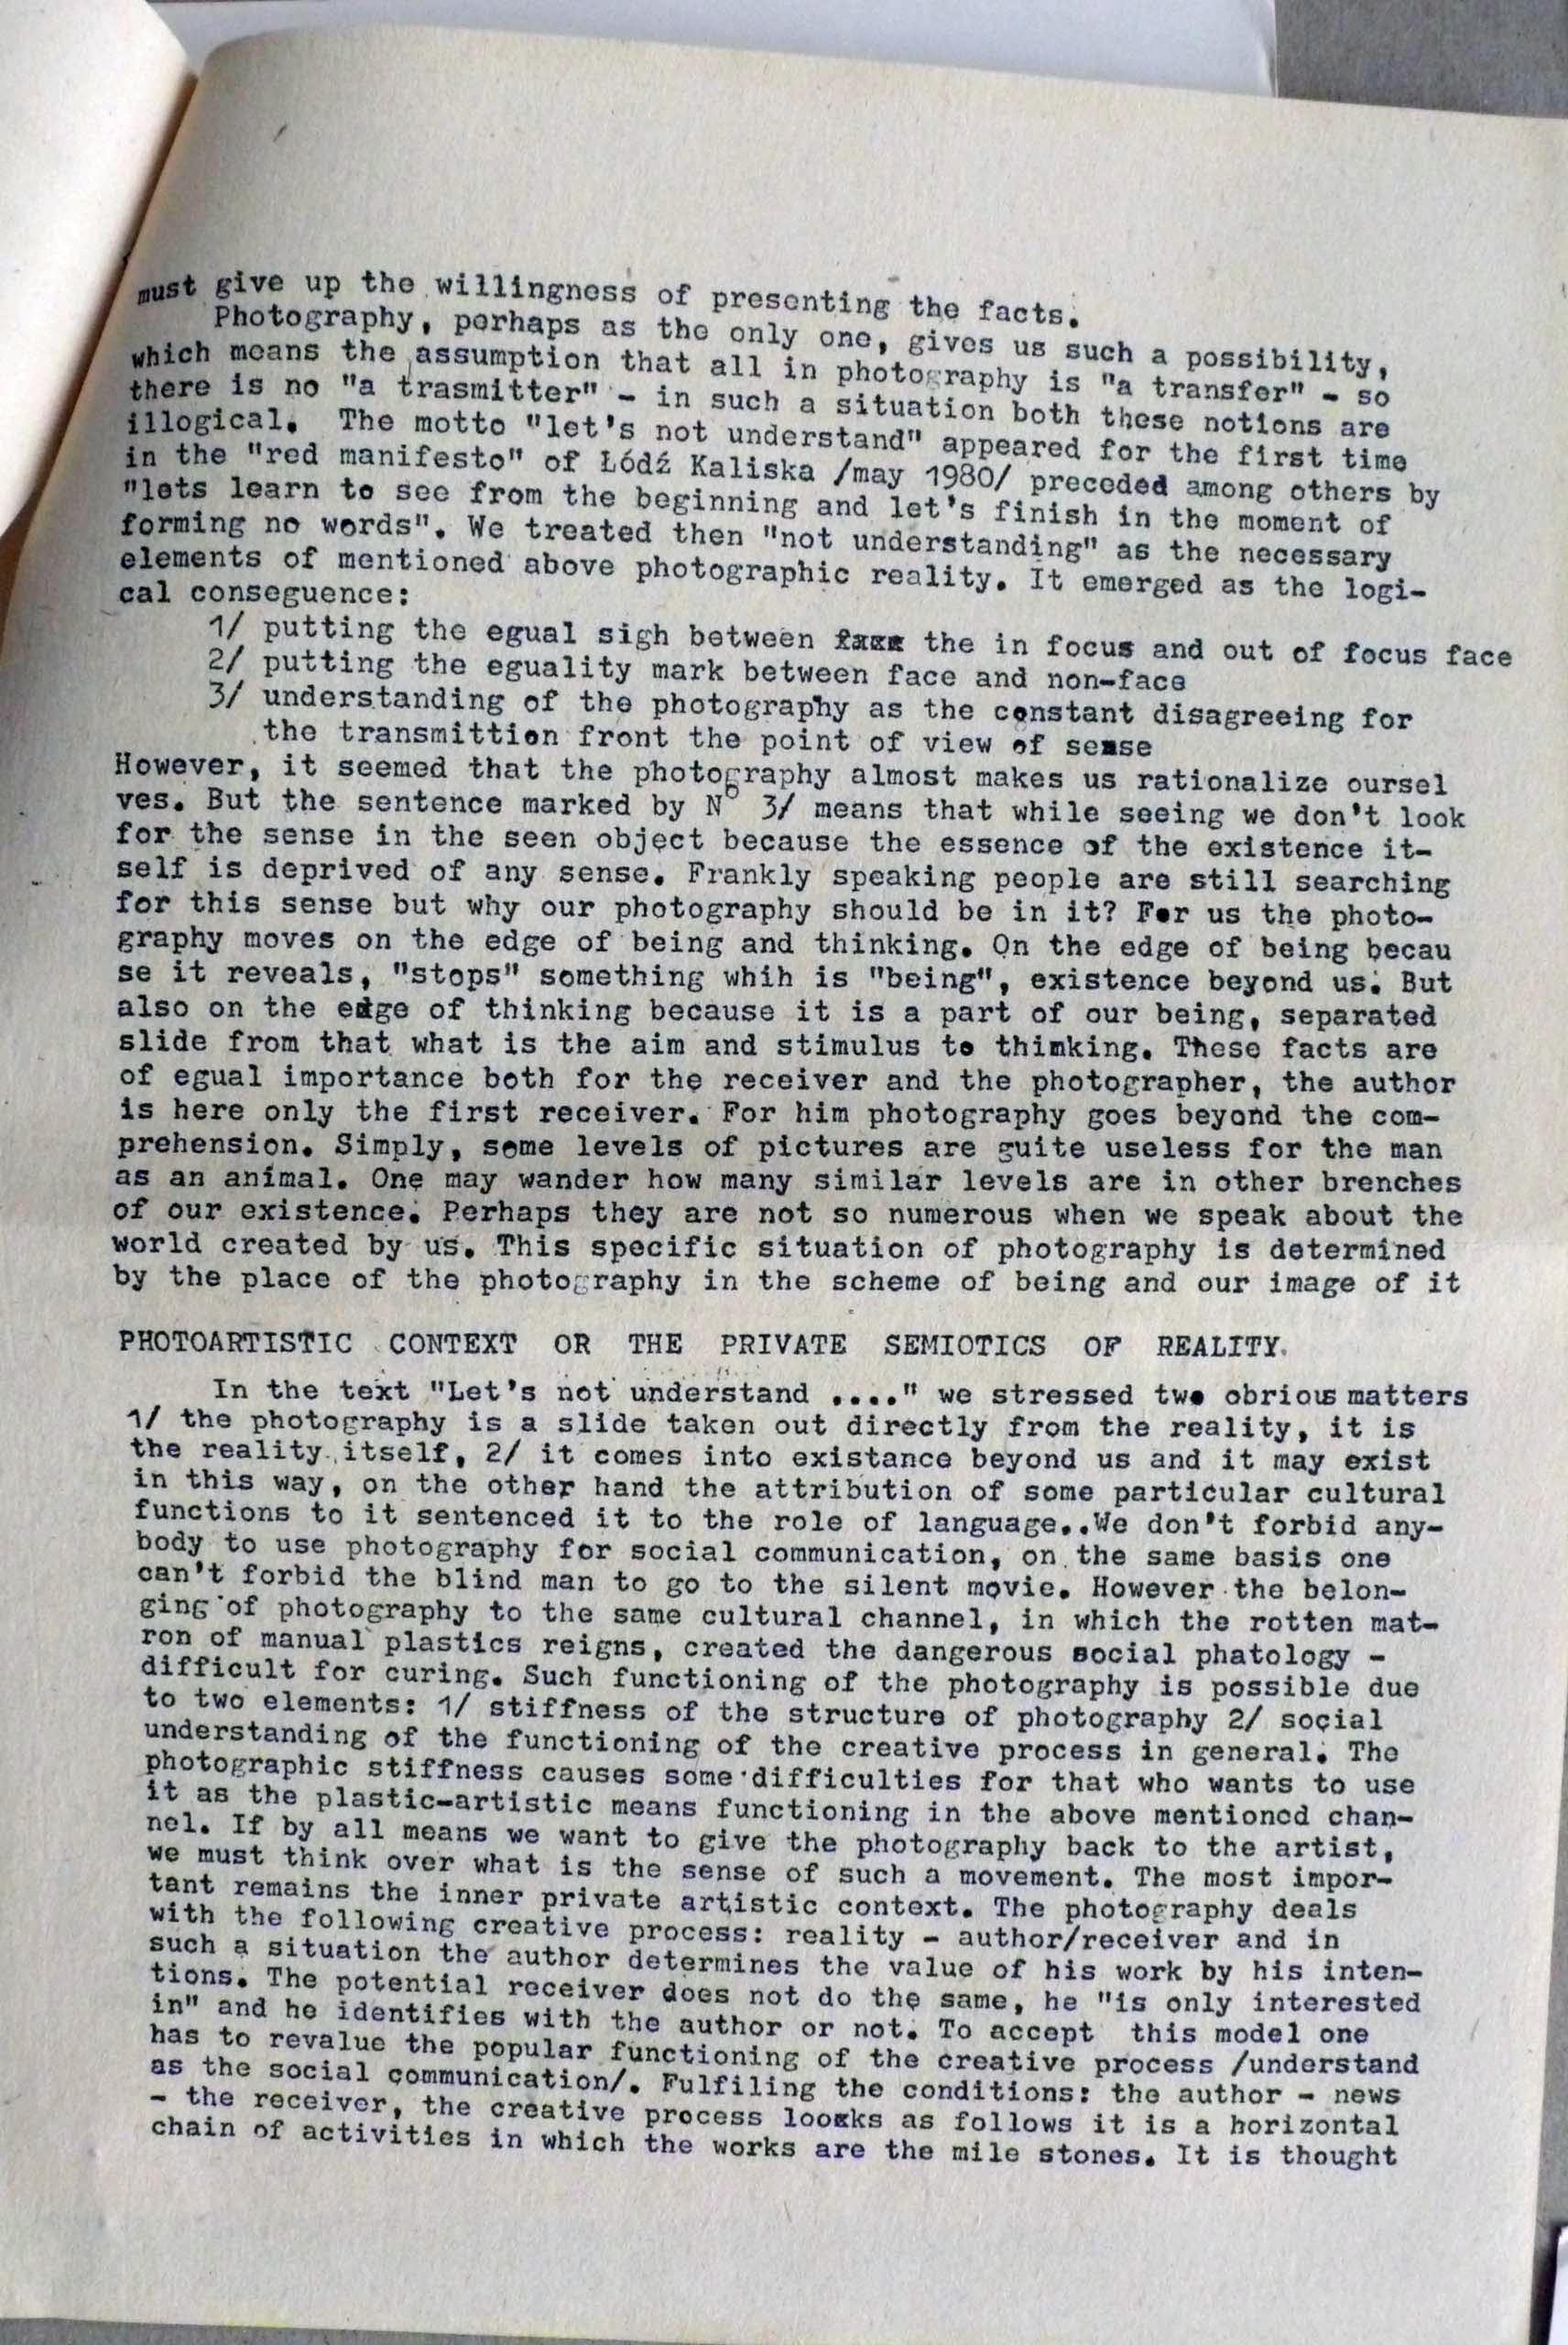 must give up the willingness of presenting the facts.
Photography, perhaps as the only one, gives us such a possibility,
which means the assumption that all in photography is "a transfer" - so
there is no "a trasmitter" - in such a situation both these notions are
illogical. The motto "let's not understand" appeared for the first time
in the "red manifesto" of Łódź Kaliska /may 1980/ preceded among others by
"lets learn to see from the beginning and let's finish in the moment of
forming no words". We treated then "not understanding" as the necessary
elements of mentioned above photographic reality. It emerged as the logi-
cal conseguence:
1/ putting the egual sigh between the in focus and out of focus face
2/ putting the eguality mark between face and non-face
3/ understanding of the photography as the constant disagreeing for
the transmittion front the point of view of sense
However, it seemed that the photography almost makes us rationalize oursel
ves. But the sentence marked by Nº 3/ means that while seeing we don't look
for the sense in the seen object because the essence of the existence it-
self is deprived of any sense. Frankly speaking people are still searching
for this sense but why our photography should be in it? For us the photo-
graphy moves on the edge of being and thinking. On the edge of being becau
se it reveals, "stops" something whih is "being", existence beyond us. But
also on the edge of thinking because it is a part of our being, separated
slide from that what is the aim and stimulus to thinking. These facts are
of egual importance both for the receiver and the photographer, the author
is here only the first receiver. For him photography goes beyond the com-
prehension. Simply, some levels of pictures are guite useless for the man
as an animal. One may wander how many similar levels are in other brenches
of our existence. Perhaps they are not so numerous when we speak about the
world created by us. This specific situation of photography is determined
by the place of the photography in the scheme of being and our image of it
PHOTOARTISTIC CONTEXT OR THE PRIVATE SEMIOTICS OF REALITY.
In the text "Let's not understand ...." we stressed two obrious matters
1/ the photography is a slide taken out directly from the reality, it is
the reality itself, 2/ it comes into existance beyond us and it may exist
in this way, on the other hand the attribution of some particular cultural
functions to it sentenced it to the role of language..We don't forbid any-
body to use photography for social communication, on the same basis one
can't forbid the blind man to go to the silent movie. However the belon-
ging of photography to the same cultural channel, in which the rotten mat-
ron of manual plastics reigns, created the dangerous social phatology -
difficult for curing. Such functioning of the photography is possible due
to two elements: 1/ stiffness of the structure of photography 2/ social
understanding of the functioning of the creative process in general. The
photographic stiffness causes some difficulties for that who wants to use
it as the plastic-artistic means functioning in the above mentioned chan-
nel. If by all means we want to give the photography back to the artist,
we must think over what is the sense of such a movement. The most impor-
tant remains the inner private artistic context. The photography deals
with the following creative process: reality - author/receiver and in
such a situation the author determines the value of his work by his inten-
tions. The potential receiver does not do the same, he "is only interested
in" and he identifies with the author or not. To accept this model one
has to revalue the popular functioning of the creative process /understand
as the social communication/. Fulfiling the conditions: the author - news
- the receiver, the creative process looks as follows it is a horizontal
chain of activities in which the works are the mile stones. It is thought